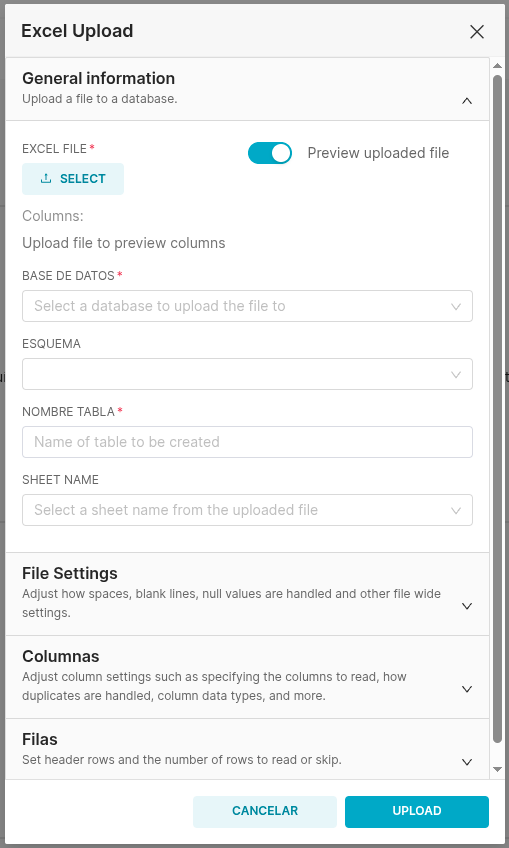 Excel Upload
General information
Upload a file to a database.
EXCEL FILE *
Preview uploaded file
SELECT
Columns:
Upload file to preview columns
BASE DE DATOS *
Select a database to upload the file to
ESQUEMA
NOMBRE TABLA *
Name of table to be created
SHEET NAME
Select a sheet name from the uploaded file
File Settings
Adjust how spaces, blank lines, null values are handled and other file wide
settings.
Columnas
Adjust column settings such as specifying the columns to read, how
duplicates are handled, column data types, and more.
Filas
Set header rows and the number of rows to read or skip.
CANCELAR
UPLOAD